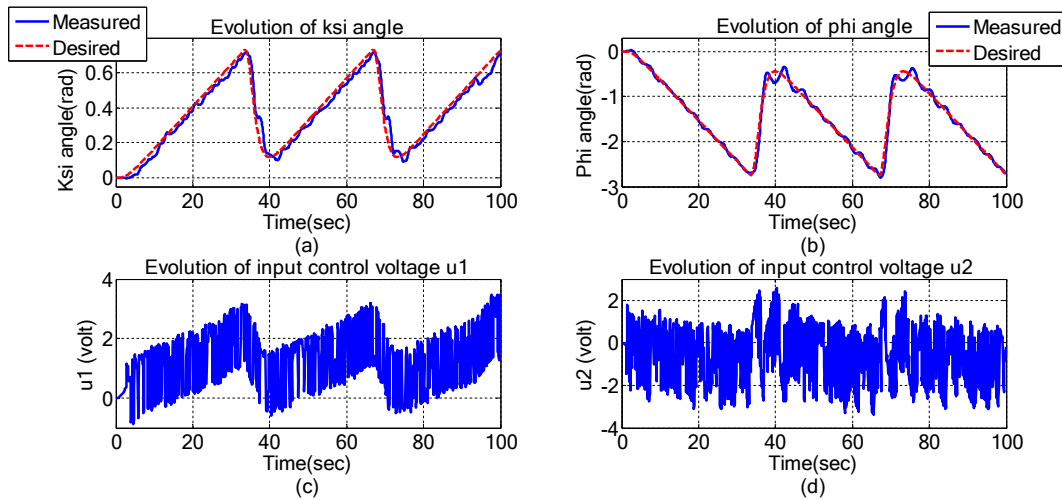 Measured
Desired
Evolution of ksi angle
Ksi angle(rad)
0.6
0.4
0.2
0
0 20 40 60 80 100
Time(sec)
(a)
Evolution of phi angle
Measured
Desired
Phi angle(rad)
0
-1
-2
-3
0 20 40 60 80 100
Time(sec)
(b)
Evolution of input control voltage u1
u1 (volt)
4
2
0
0 20 40 60 80 100
Time(sec)
(c)
Evolution of input control voltage u2
u2 (volt)
2
0
-2
-4
0 20 40 60 80 100
Time(sec)
(d)